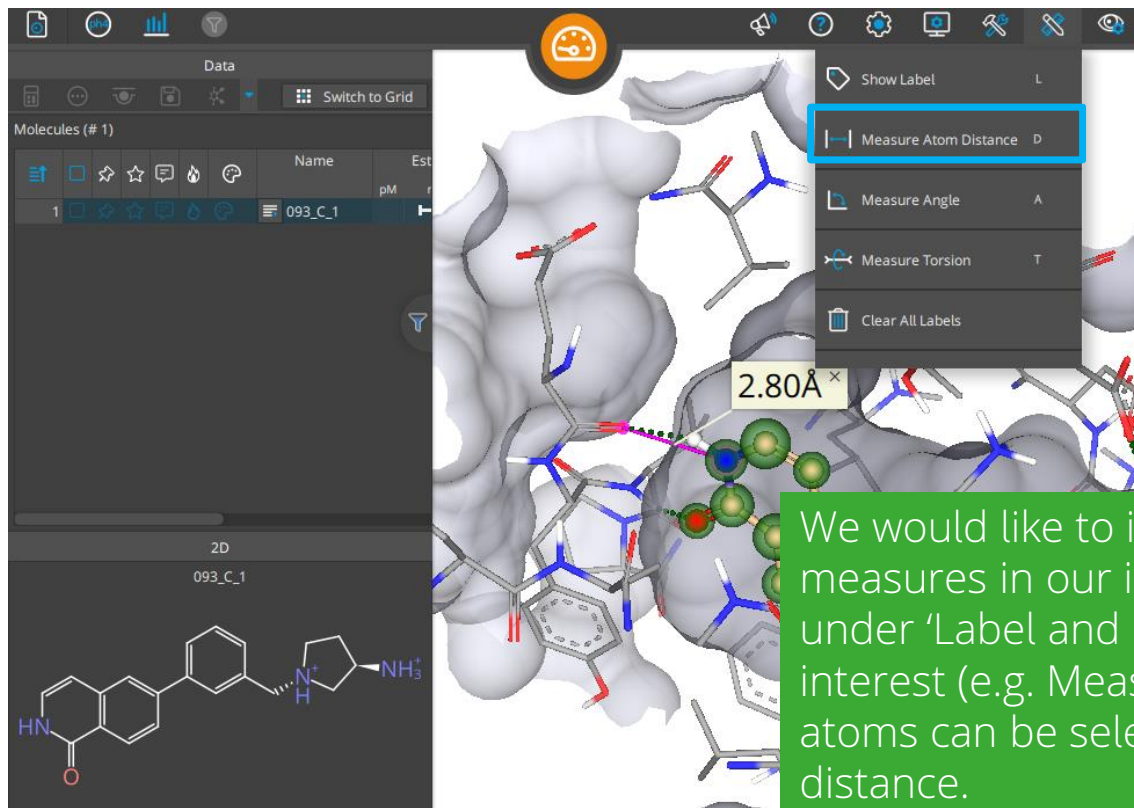 ph4
Data
Switch to Grid
Molecules (# 1)
Name
Est
pM
1
093_C_1
2D
093_C_1
HN
O
N+
H
NH3+
Show Label L
Measure Atom Distance D
Measure Angle A
Measure Torsion T
Clear All Labels
2.80Å ×
We would like to i
measures in our i
under ‘Label and
interest (e.g. Meas
atoms can be sele
distance.